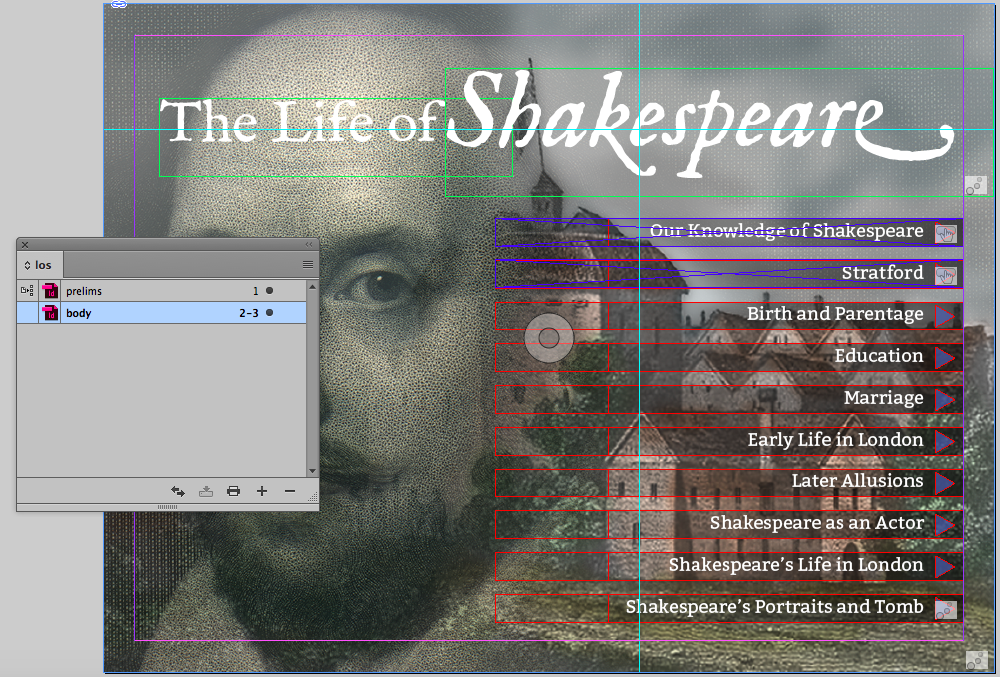 The Life of Shakespeare
Our Knowledge of Shakespeare
Stratford
Birth and Parentage
Education
Marriage
Early Life in London
Later Allusions
Shakespeare as an Actor
Shakespeare’s Life in London
Shakespeare’s Portraits and Tomb
los
prelims 1
body 2-3